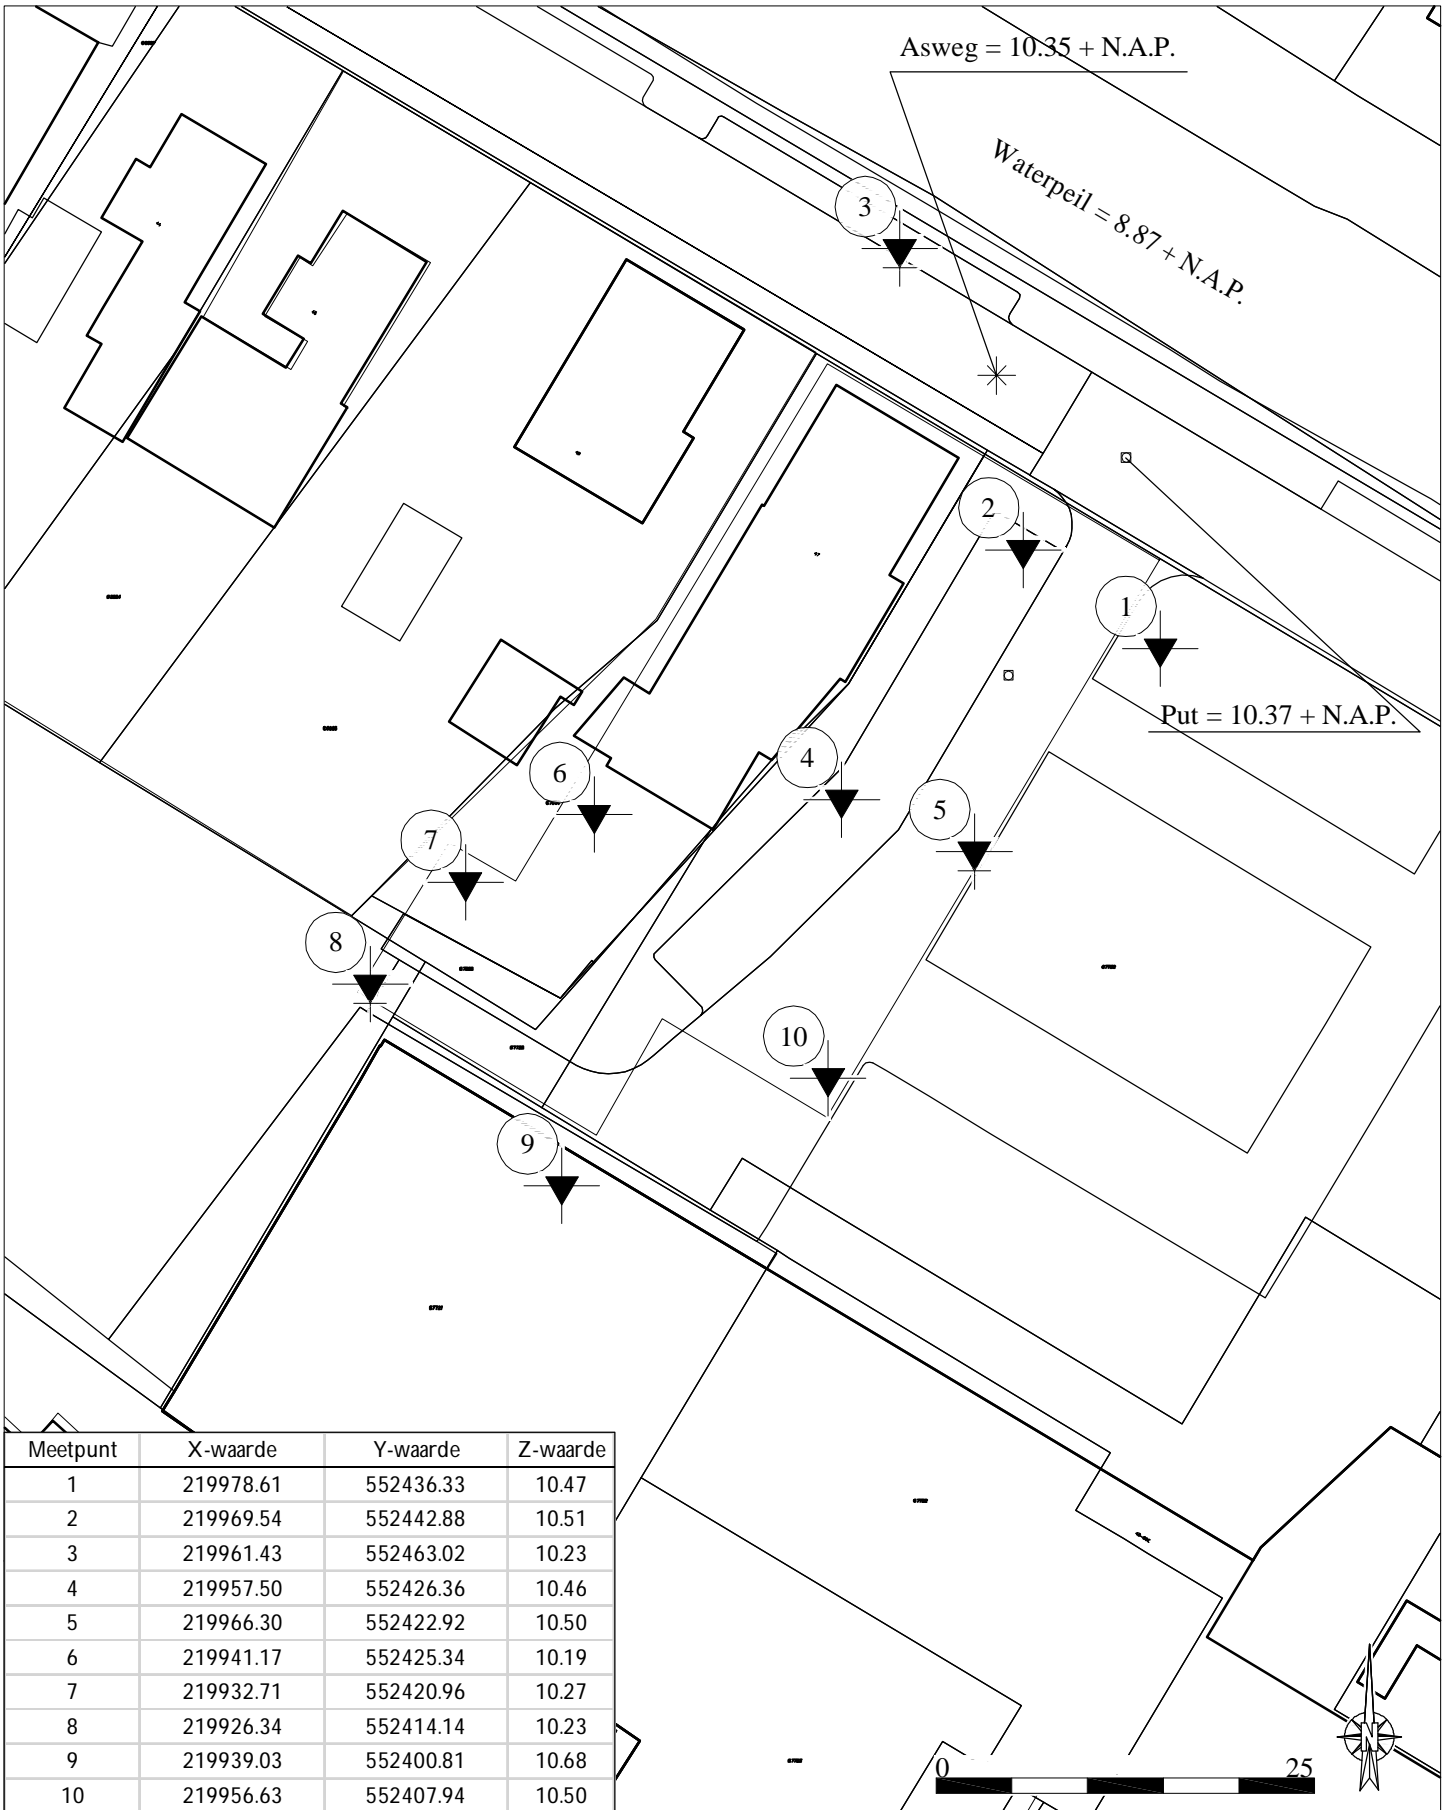 Asweg = 10.35 + N.A.P.
Waterpeil = 8.87 + N.A.P.
3
2
1
Put = 10.37 + N.A.P.
4
6
5
7
8
10
9
Meetpunt X-waarde Y-waarde Z-waarde
1 219978.61 552436.33 10.47
2 219969.54 552442.88 10.51
3 219961.43 552463.02 10.23
4 219957.50 552426.36 10.46
5 219966.30 552422.92 10.50
6 219941.17 552425.34 10.19
7 219932.71 552420.96 10.27
8 219926.34 552414.14 10.23
9 219939.03 552400.81 10.68
10 219956.63 552407.94 10.50
N
0 25